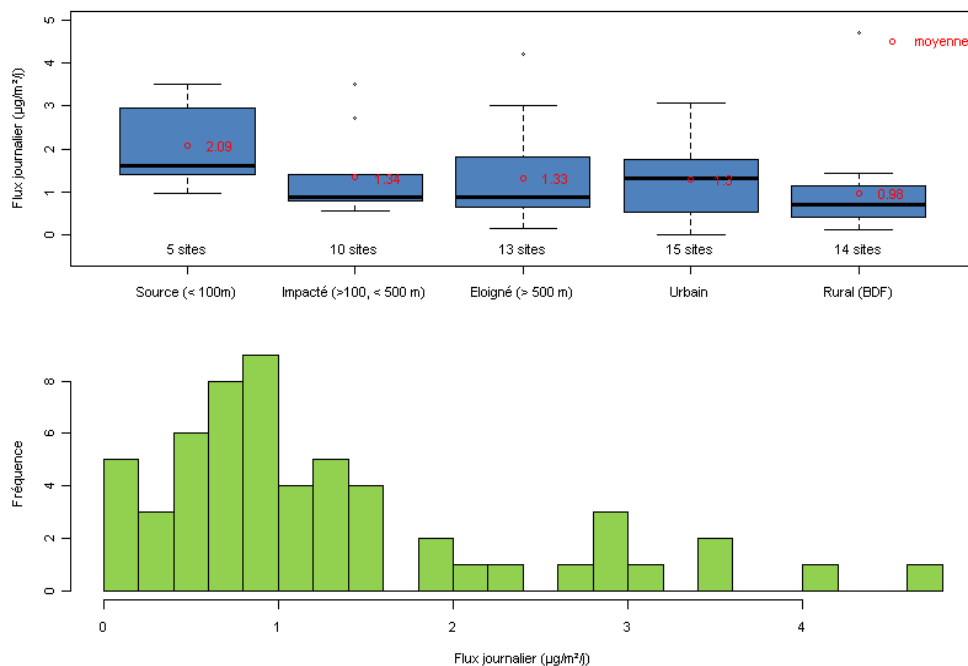 5
4
3
2
1
0
Flux journalier (µg/m²/j)
moyenne
2.09
1.34
1.33
1.3
0.98
5 sites
10 sites
13 sites
15 sites
14 sites
Source (< 100m)
Impacté (>100, < 500 m)
Eloigné (> 500 m)
Urbain
Rural (BDF)
8
6
4
2
0
Fréquence
0
1
2
3
4
Flux journalier (µg/m²/j)